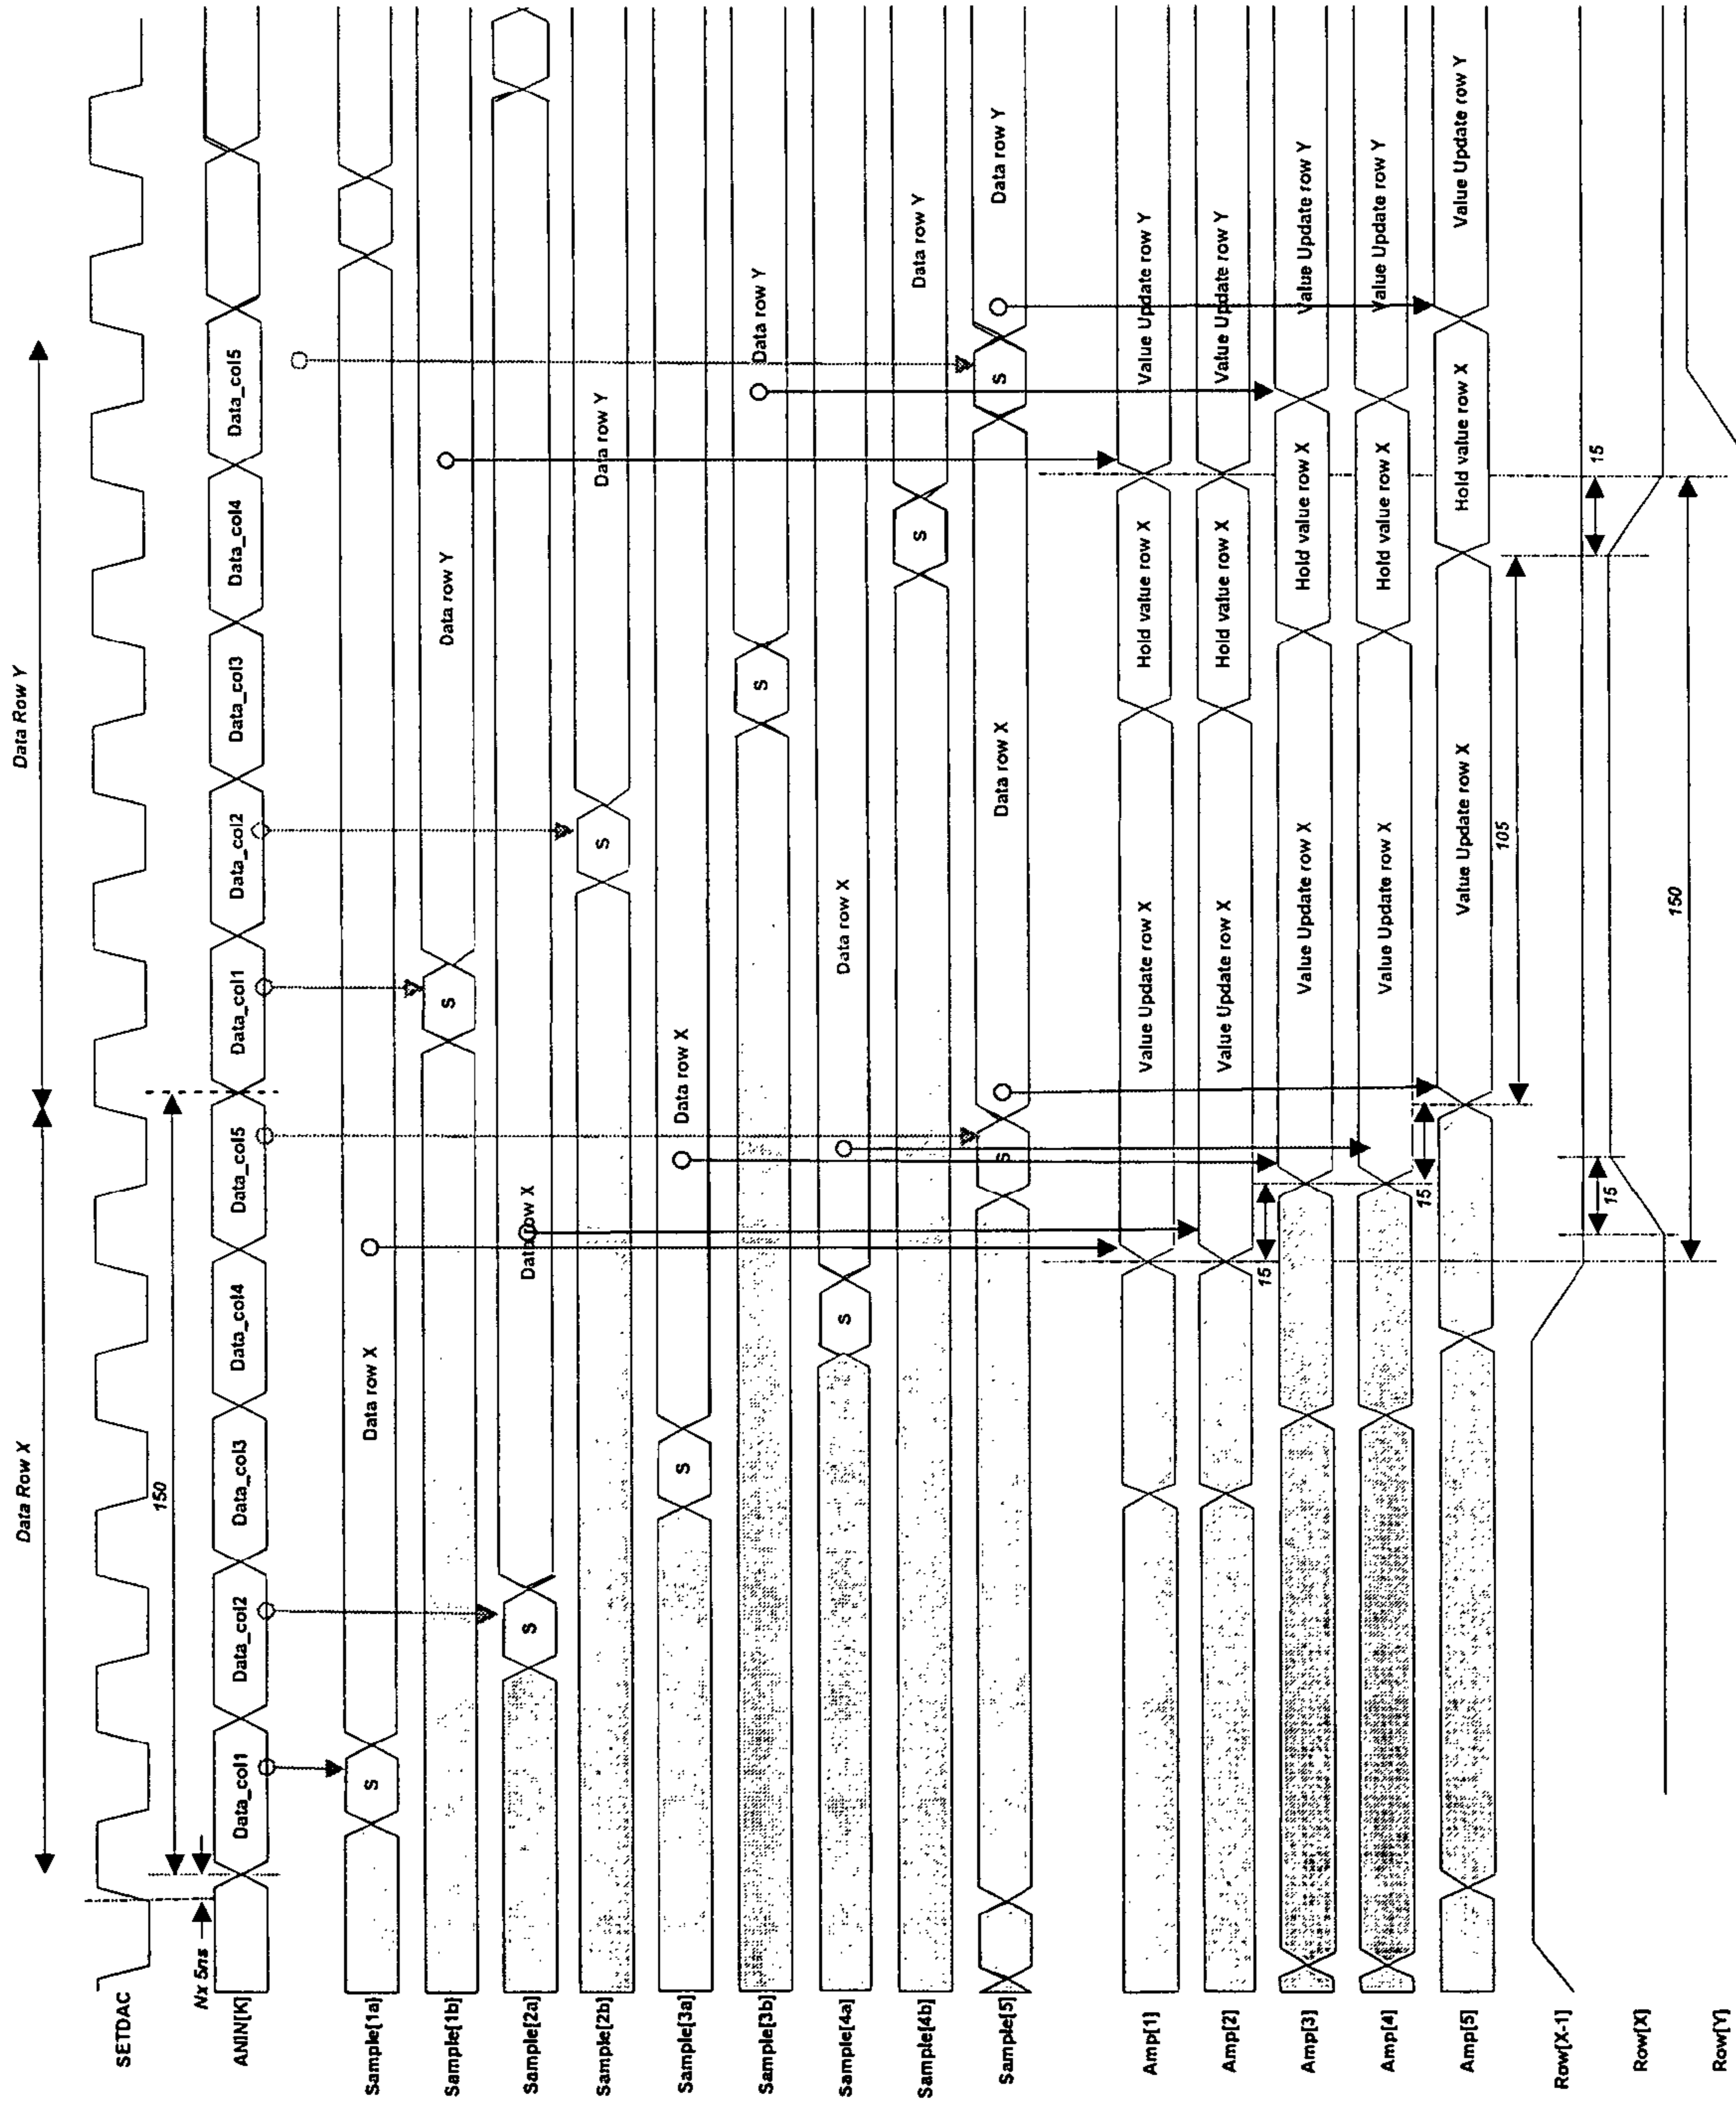 Data Row X
Data Row Y
SETDAC
150
Nx 5ns
ANIN[K]
Data_col1
Data_col2
Data_col3
Data_col4
Data_col5
Data_col1
Data_col2
Data_col3
Data_col4
Data_col5
Sample[1a]
S
Data row X
Sample[1b]
S
Data row Y
Sample[2a]
S
Data row X
Sample[2b]
S
Data row Y
Sample[3a]
S
Data row X
Sample[3b]
S
Data row Y
Sample[4a]
S
Data row X
Sample[4b]
S
Data row Y
Sample[5]
S
Data row X
S
Data row Y
Amp[1]
Value Update row X
Hold value row X
Value Update row Y
Amp[2]
Value Update row X
Hold value row X
Value Update row Y
15
Amp[3]
Value Update row X
Hold value row X
Value Update row Y
Amp[4]
Value Update row X
Hold value row X
Value Update row Y
15
Amp[5]
Value Update row X
Hold value row X
Value Update row Y
105
Row[X-1]
15
15
Row[X]
150
Row[Y]